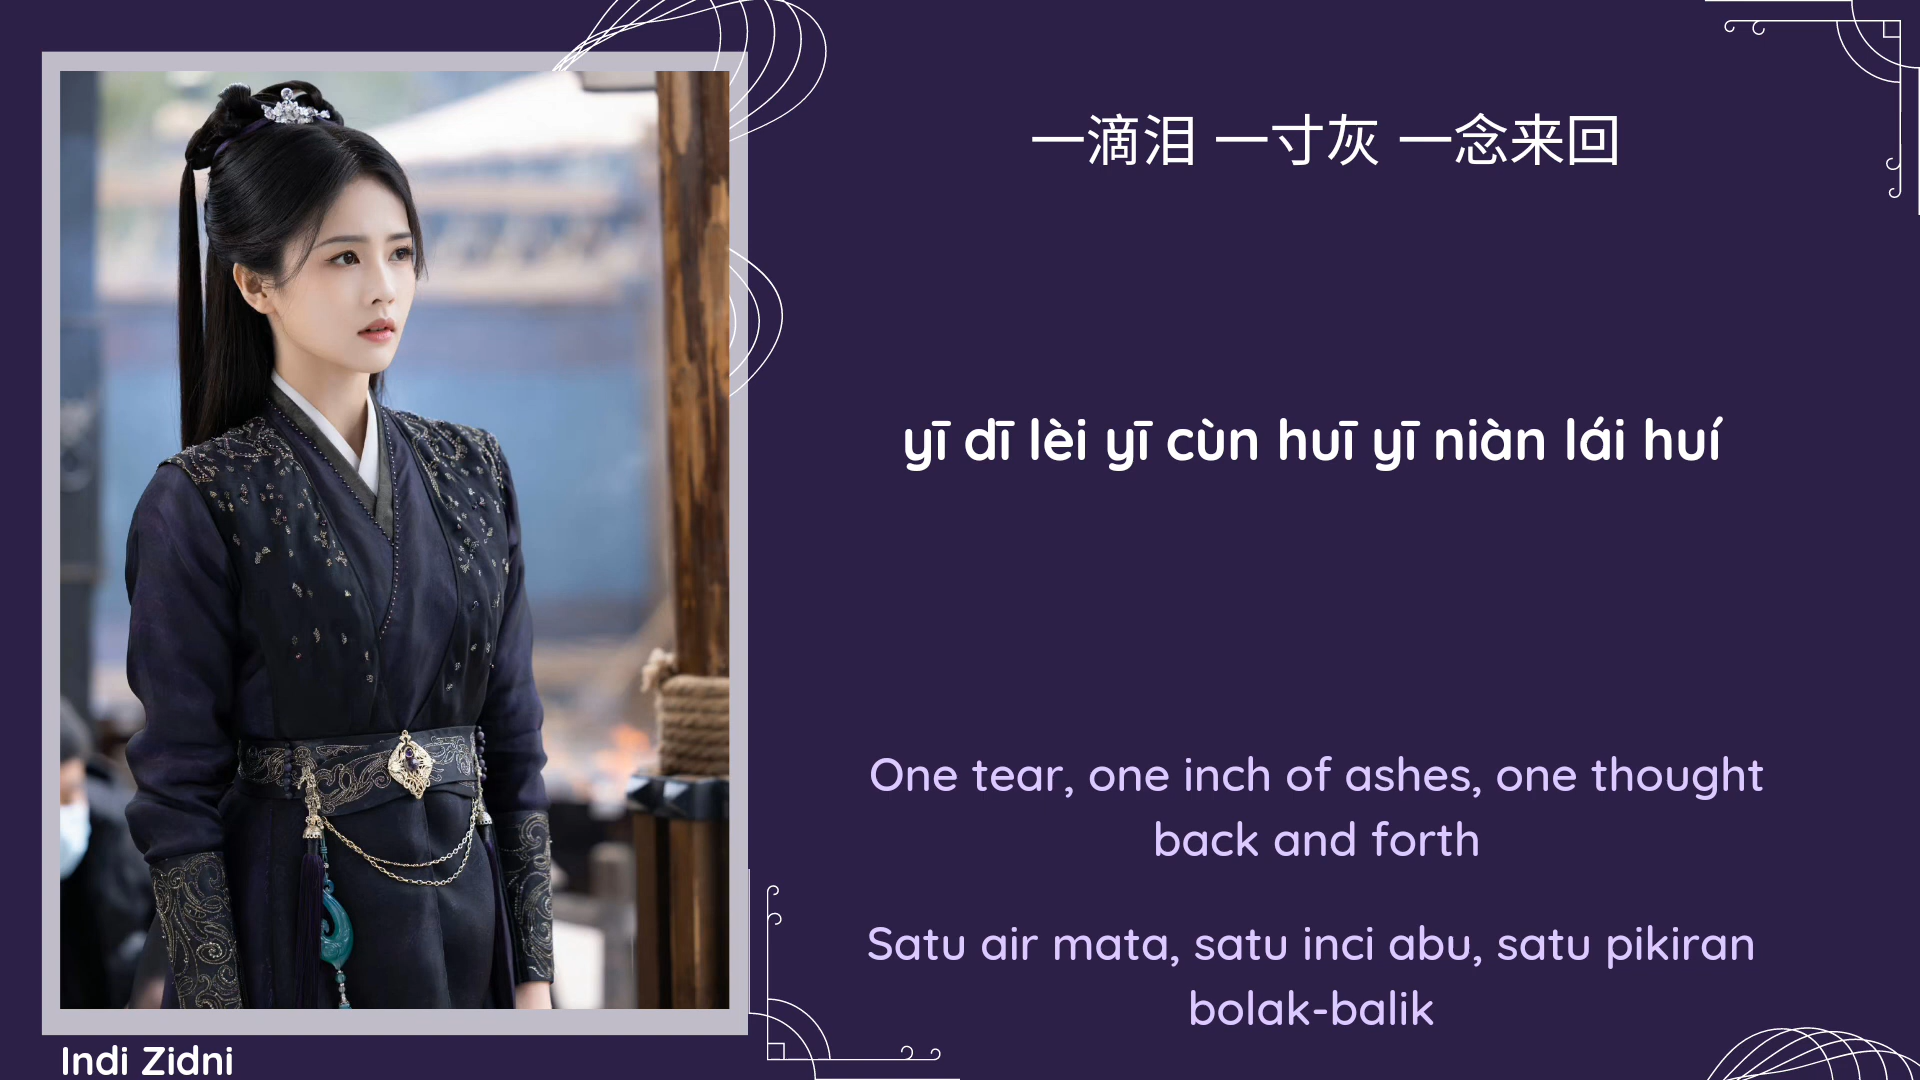 一滴泪 一寸灰 一念来回
yī dī lèi yī cùn huī yī niàn lái huí
One tear, one inch of ashes, one thought
back and forth
Satu air mata, satu inci abu, satu pikiran
bolak-balik
Indi Zidni